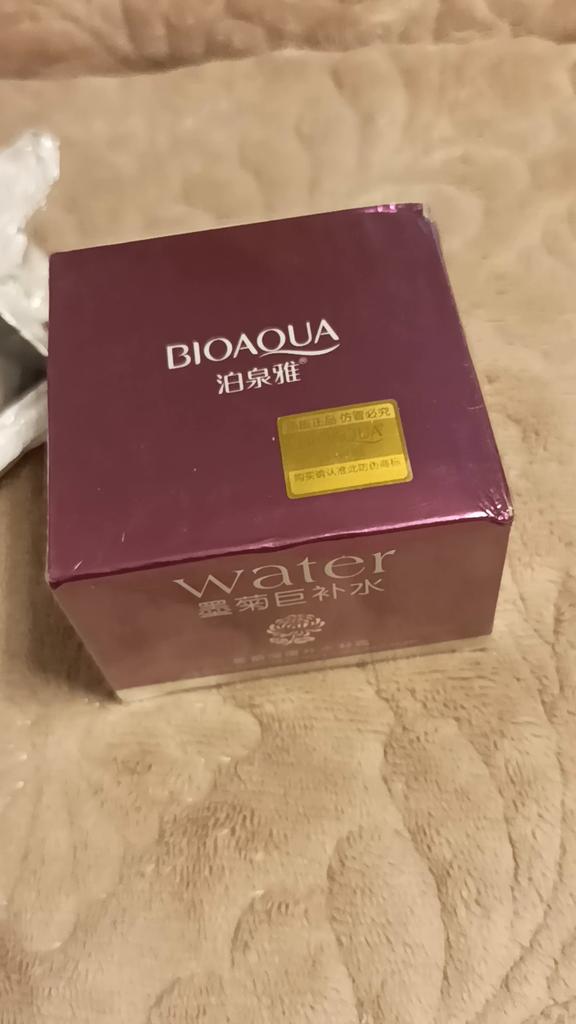 BIOAQUA
泊泉雅®
正品 仿冒必究
购买请认准此防伪商标
water
墨菊巨补水